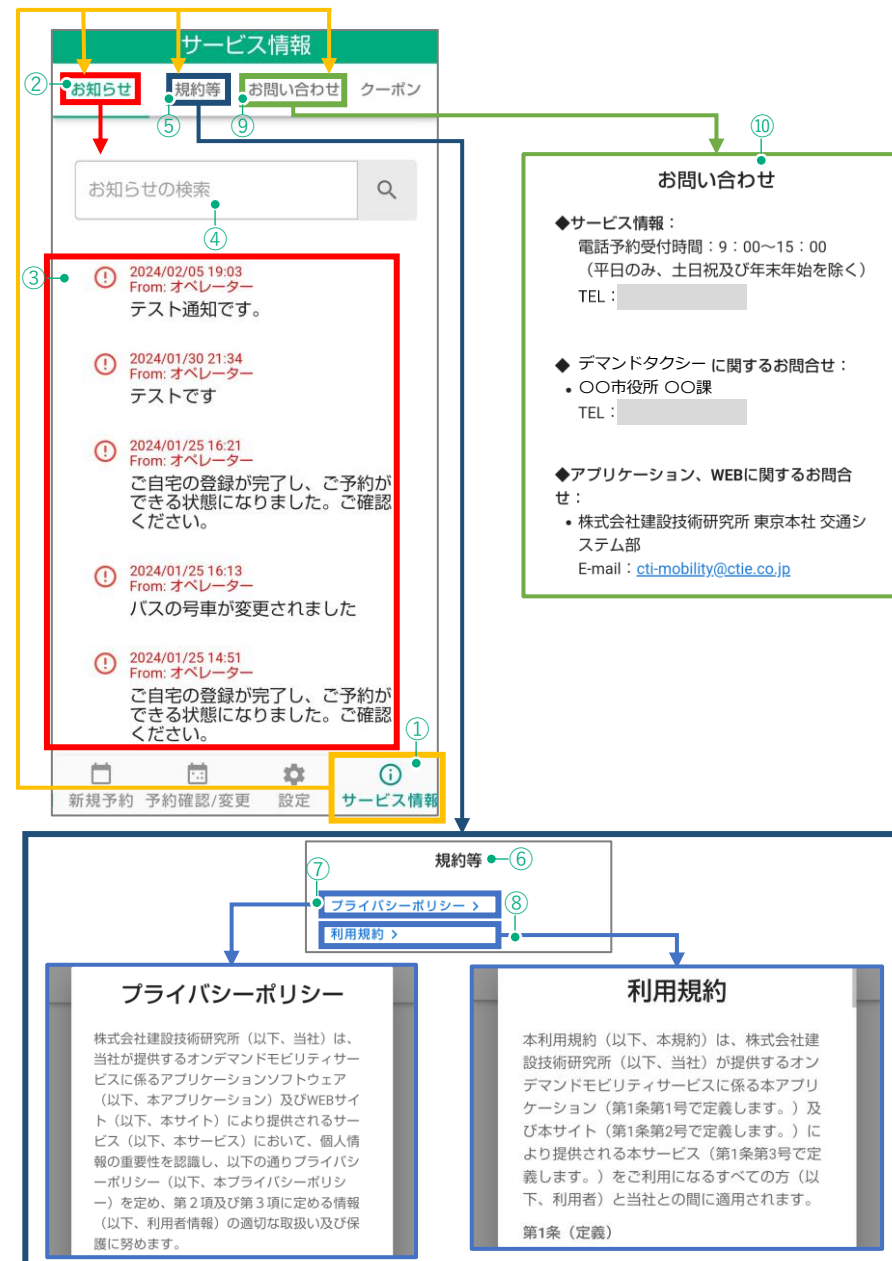 サービス情報
② お知らせ 規約等 お問い合わせ クーポン
⑤ ⑨
お知らせの検索
④
③
2024/02/05 19:03
From: オペレーター
テスト通知です。
2024/01/30 21:34
From: オペレーター
テストです
2024/01/25 16:21
From: オペレーター
ご自宅の登録が完了し、ご予約が
できる状態になりました。ご確認
ください。
2024/01/25 16:13
From: オペレーター
バスの号車が変更されました
2024/01/25 14:51
From: オペレーター
ご自宅の登録が完了し、ご予約が
できる状態になりました。ご確認
ください。
①
新規予約 予約確認/変更 設定 サービス情報
⑩
お問い合わせ
◆サービス情報：
電話予約受付時間：9：00～15：00
（平日のみ、土日祝及び年末年始を除く）
TEL：
◆ デマンドタクシー に関するお問合せ：
• 〇〇市役所 〇〇課
TEL：
◆アプリケーション、WEBに関するお問合
せ：
• 株式会社建設技術研究所 東京本社 交通シ
ステム部
E-mail：cti-mobility@ctie.co.jp
規約等 ⑥
⑦
プライバシーポリシー >
⑧
利用規約 >
プライバシーポリシー
株式会社建設技術研究所（以下、当社）は、
当社が提供するオンデマンドモビリティサー
ビスに係るアプリケーションソフトウェア
（以下、本アプリケーション）及びWEBサイ
ト（以下、本サイト）により提供されるサー
ビス（以下、本サービス）において、個人情
報の重要性を認識し、以下の通りプライバシ
ーポリシー（以下、本プライバシーポリシ
ー）を定め、第２項及び第３項に定める情報
（以下、利用者情報）の適切な取扱い及び保
護に努めます。
利用規約
本利用規約（以下、本規約）は、株式会社建
設技術研究所（以下、当社）が提供するオン
デマンドモビリティサービスに係る本アプリ
ケーション（第1条第1号で定義します。）及
び本サイト（第1条第2号で定義します。）に
より提供される本サービス（第1条第3号で定
義します。）をご利用になるすべての方（以
下、利用者）と当社との間に適用されます。
第1条（定義）